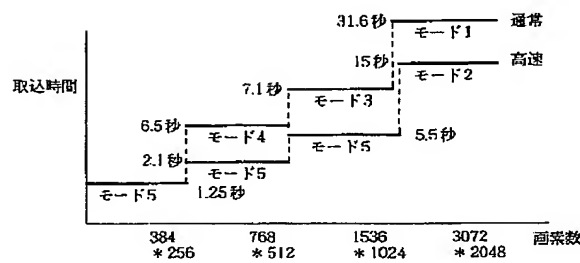 31.6秒 通常
モード1
15秒 高速
取込時間 7.1秒 モード2
モード3
6.5秒
モード4 5.5秒
2.1秒 モード5
モード5
モード5 1.25秒
384 768 1536 3072 画素数
*256 *512 *1024 *2048